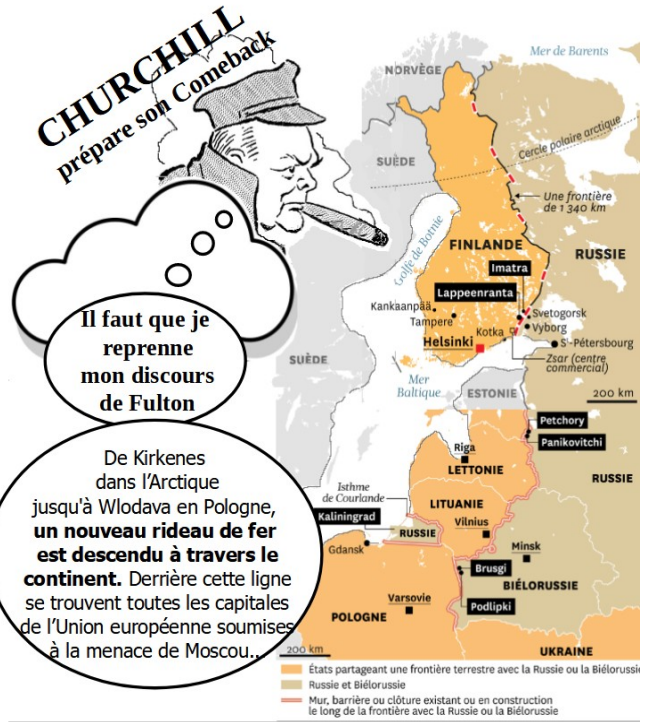 CHURCHILL
prépare son Comeback
Il faut que je
reprenne
mon discours
de Fulton
De Kirkenes
dans l’Arctique
jusqu'à Wlodava en Pologne,
un nouveau rideau de fer
est descendu à travers le
continent. Derrière cette ligne
se trouvent toutes les capitales
de l’Union européenne soumises
à la menace de Moscou..
Mer de Barents
NORVÈGE
Cercle polaire arctique
SUÈDE
Une frontière
de 1 340 km
Golfe de Botnie
FINLANDE
RUSSIE
Imatra
Lappeenranta
Kankaanpää
Tampere
Svetogorsk
Vyborg
Kotka
Helsinki
Sᵗ-Pétersbourg
Zsar (centre
commercial)
SUÈDE
Mer
Baltique
ESTONIE
200 km
Petchory
Panikovitchi
Riga
LETTONIE
RUSSIE
Isthme
de Courlande
LITUANIE
Kaliningrad
RUSSIE
Vilnius
Gdansk
Minsk
Brusgi
BIÉLORUSSIE
Varsovie
Podlipki
POLOGNE
200 km
UKRAINE
États partageant une frontière terrestre avec la Russie ou la Biélorussie
Russie et Biélorussie
Mur, barrière ou clôture existant ou en construction
le long de la frontière avec la Russie ou la Biélorussie